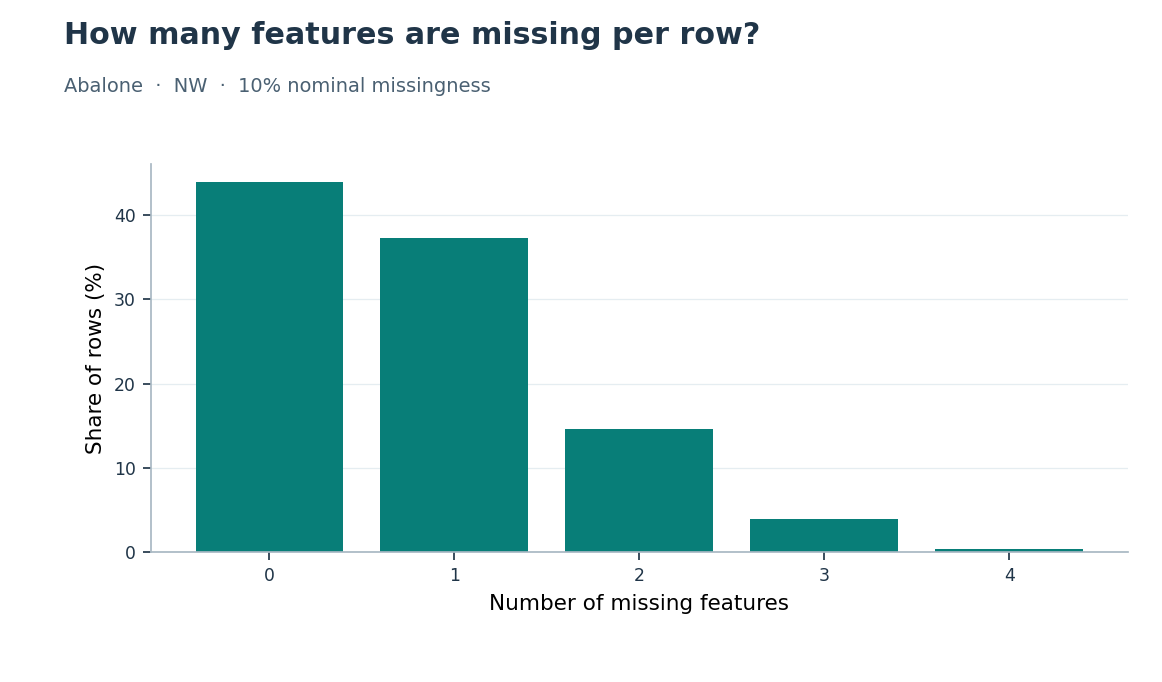 How many features are missing per row?
Abalone · NW · 10% nominal missingness
40
30
20
10
0
Share of rows (%)
0 1 2 3 4
Number of missing features